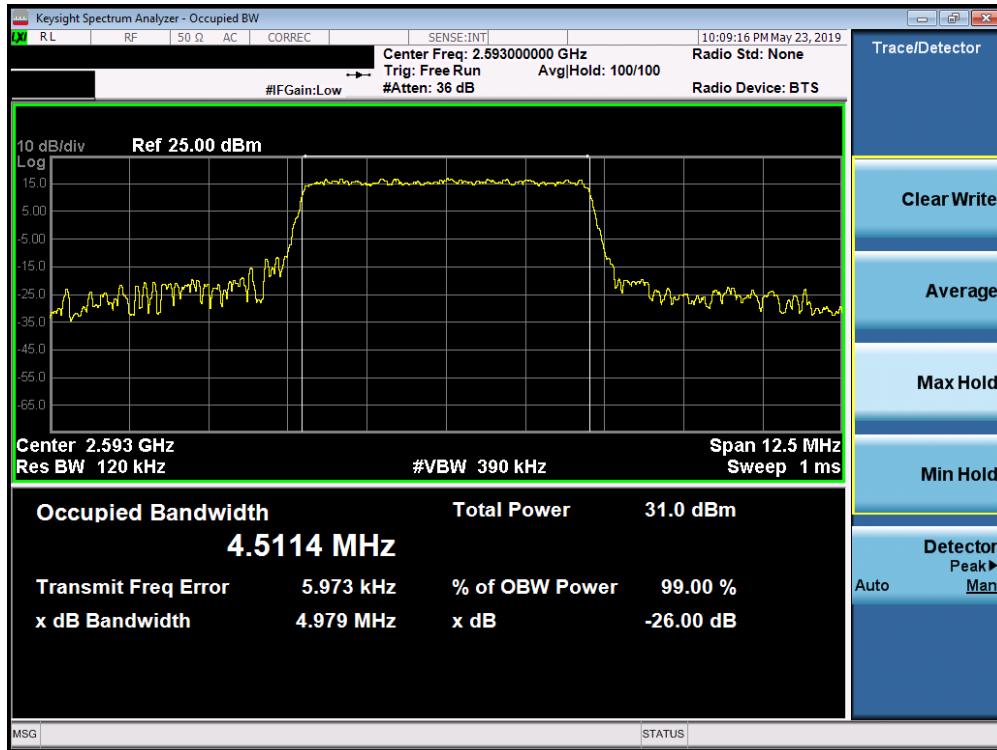 Keysight Spectrum Analyzer - Occupied BW
LXI RL RF 50 Ω AC CORREC SENSE:INT 10:09:16 PM May 23, 2019
Center Freq: 2.593000000 GHz Radio Std: None
Trig: Free Run Avg|Hold: 100/100
#IFGain:Low #Atten: 36 dB Radio Device: BTS
Trace/Detector
10 dB/div Ref 25.00 dBm
Log
15.0
5.00
-5.00
-15.0
-25.0
-35.0
-45.0
-55.0
-65.0
Center 2.593 GHz Span 12.5 MHz
Res BW 120 kHz #VBW 390 kHz Sweep 1 ms
Occupied Bandwidth Total Power 31.0 dBm
4.5114 MHz
Transmit Freq Error 5.973 kHz % of OBW Power 99.00 %
x dB Bandwidth 4.979 MHz x dB -26.00 dB
Clear Write
Average
Max Hold
Min Hold
Detector
Peak▶
Auto Man
MSG STATUS